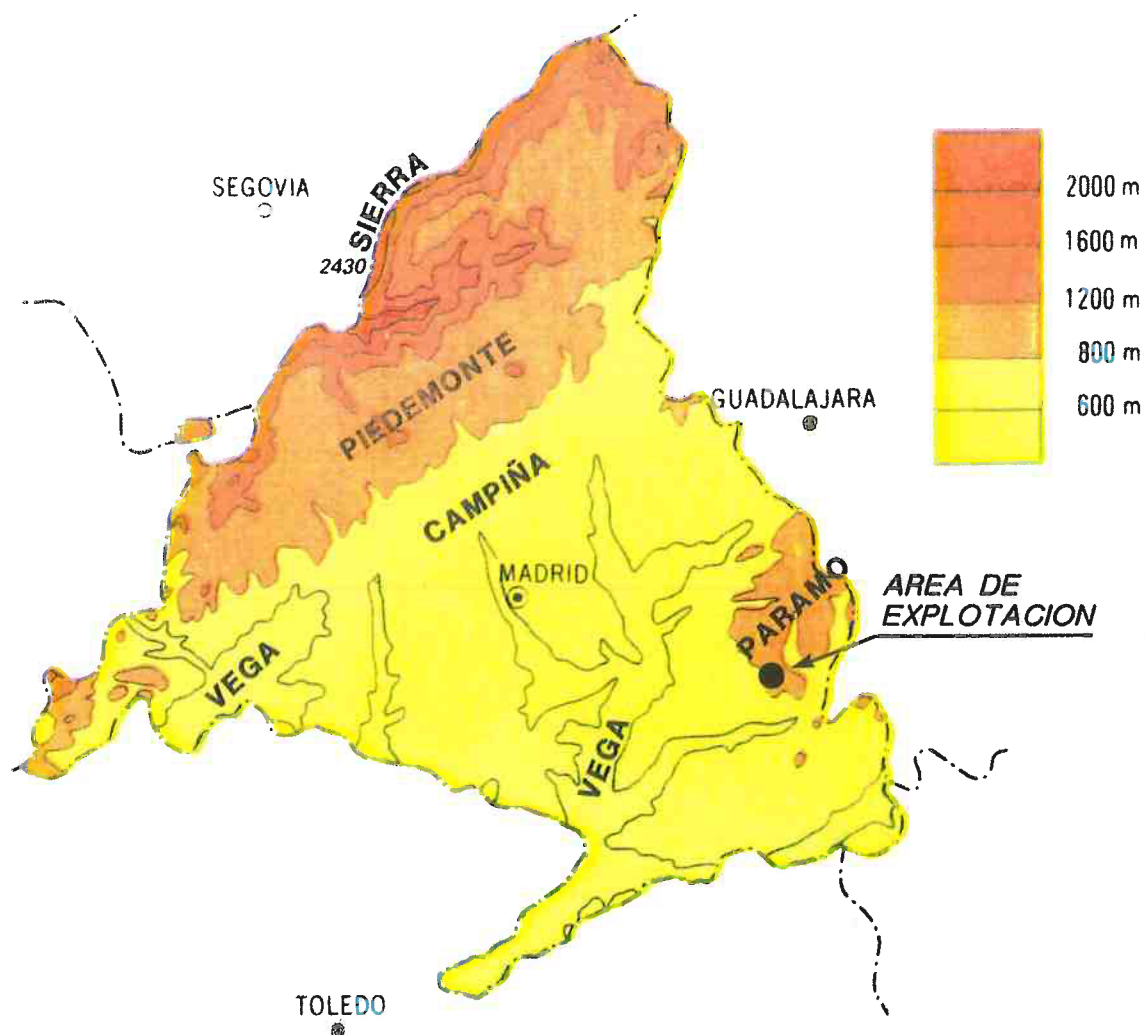 SEGOVIA
SIERRA
2430
2000 m
1600 m
1200 m
800 m
600 m
PIEDEMONTE
GUADALAJARA
CAMPIÑA
MADRID
PARAMO
AREA DE
EXPLOTACION
VEGA
VEGA
TOLEDO